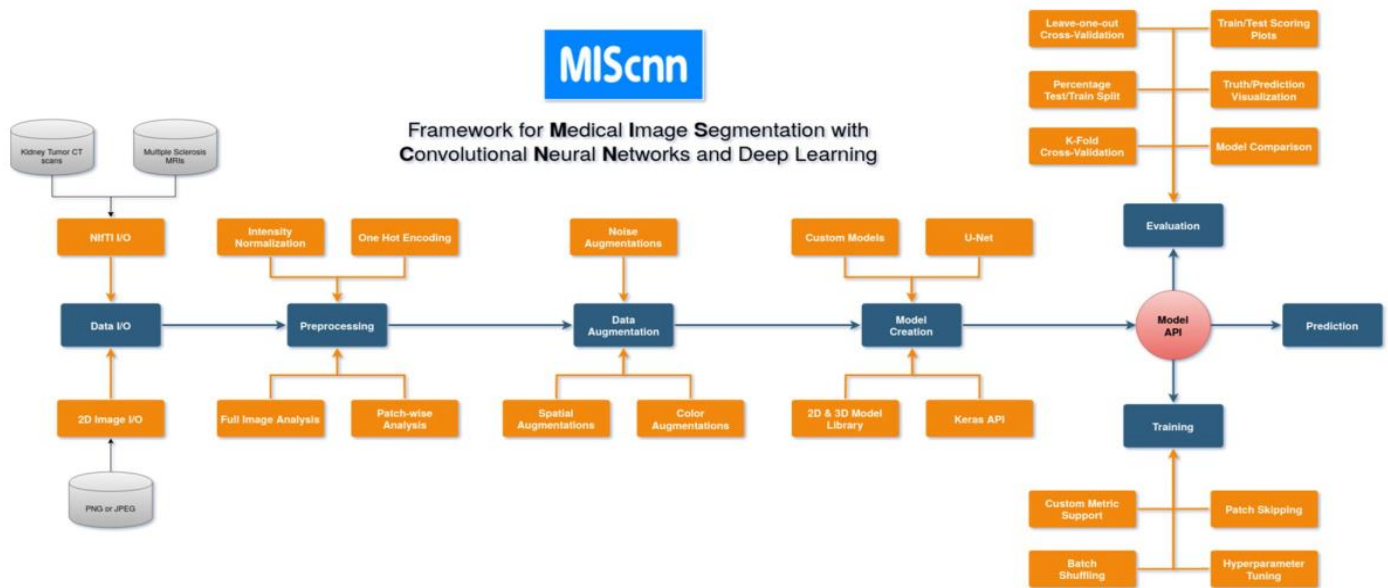 MIScnn
Framework for Medical Image Segmentation with
Convolutional Neural Networks and Deep Learning
Kidney Tumor CT
scans
Multiple Sclerosis
MRIs
NIfTI I/O
Data I/O
2D Image I/O
PNG or JPEG
Intensity
Normalization
One Hot Encoding
Preprocessing
Full Image Analysis
Patch-wise
Analysis
Noise
Augmentations
Data
Augmentation
Spatial
Augmentations
Color
Augmentations
Custom Models
U-Net
Model
Creation
2D & 3D Model
Library
Keras API
Leave-one-out
Cross-Validation
Train/Test Scoring
Plots
Percentage
Test/Train Split
Truth/Prediction
Visualization
K-Fold
Cross-Validation
Model Comparison
Evaluation
Model
API
Prediction
Training
Custom Metric
Support
Patch Skipping
Batch
Shuffling
Hyperparameter
Tuning